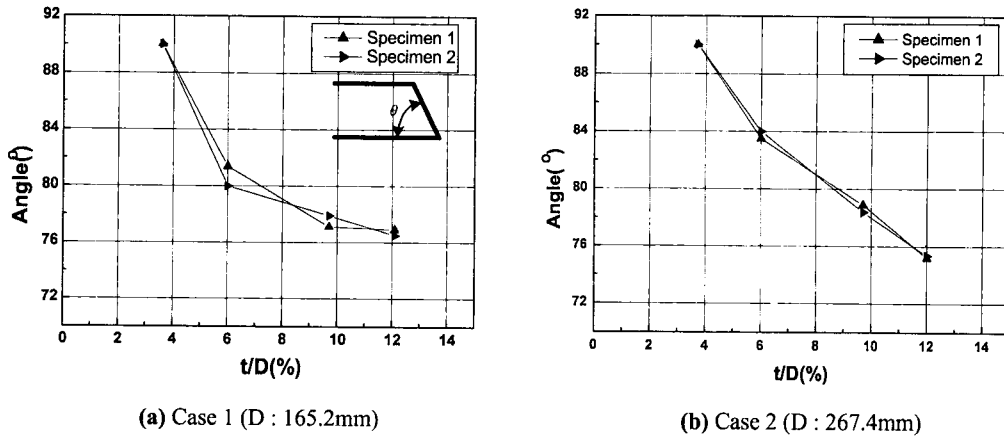 92
88
84
80
76
72
Angle(°)
0 2 4 6 8 10 12 14
t/D(%)
Specimen 1
Specimen 2
θ
(a) Case 1 (D : 165.2mm)
92
88
84
80
76
72
Angle( °)
0 2 4 6 8 10 12 14
t/D(%)
Specimen 1
Specimen 2
(b) Case 2 (D : 267.4mm)